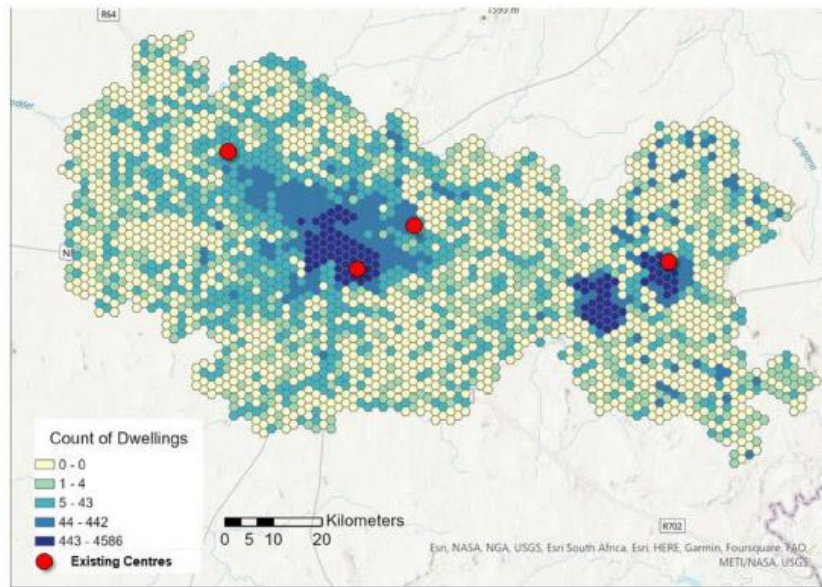 R64
1593 m
Count of Dwellings
0 - 0
1 - 4
5 - 43
44 - 442
443 - 4586
Existing Centres
Kilometers
0 5 10 20
R702
Esri, NASA, NGA, USGS, Esri South Africa, Esri, HERE, Garmin, Foursquare, FAO,
METI/NASA, USGS